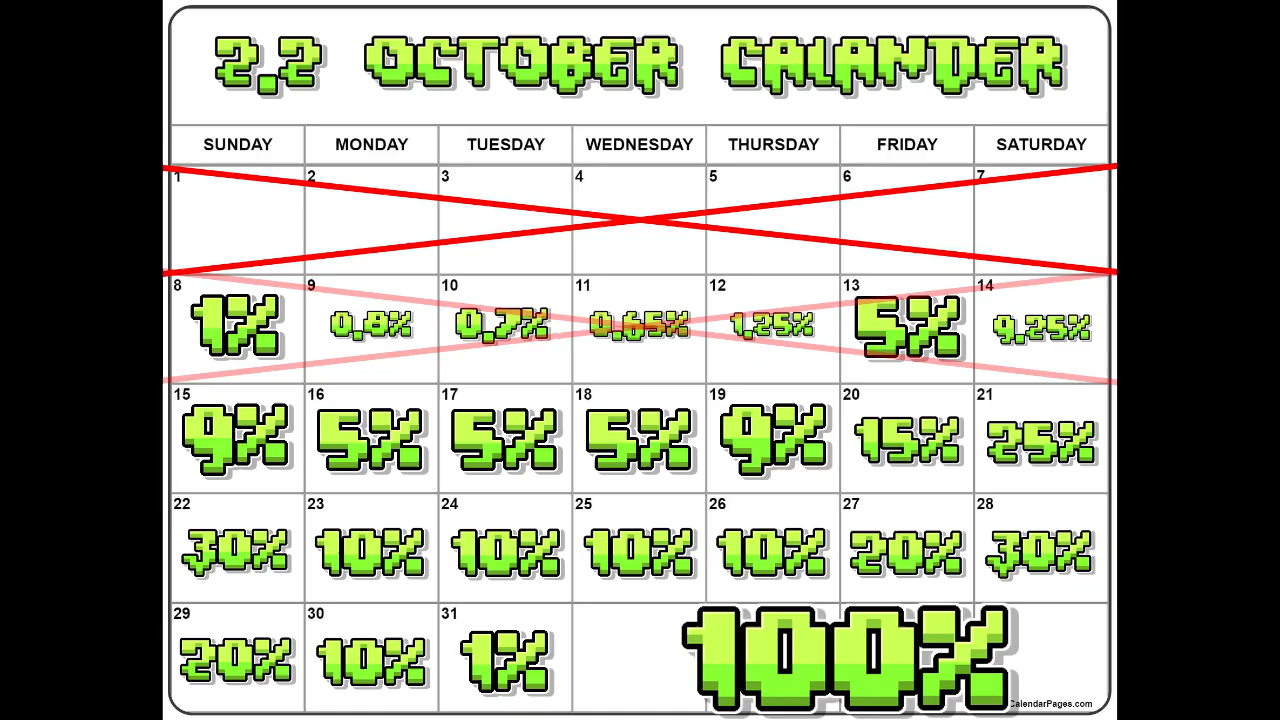 2.2 OCTOBER CALANDER
SUNDAY MONDAY TUESDAY WEDNESDAY THURSDAY FRIDAY SATURDAY
1 2 3 4 5 6 7
8 9 10 11 12 13 14
1% 0.8% 0.7% 0.65% 1.25% 5% 9.25%
15 16 17 18 19 20 21
9% 5% 5% 5% 9% 15% 25%
22 23 24 25 26 27 28
30% 10% 10% 10% 10% 20% 30%
29 30 31
20% 10% 1% 100%
CalendarPages.com